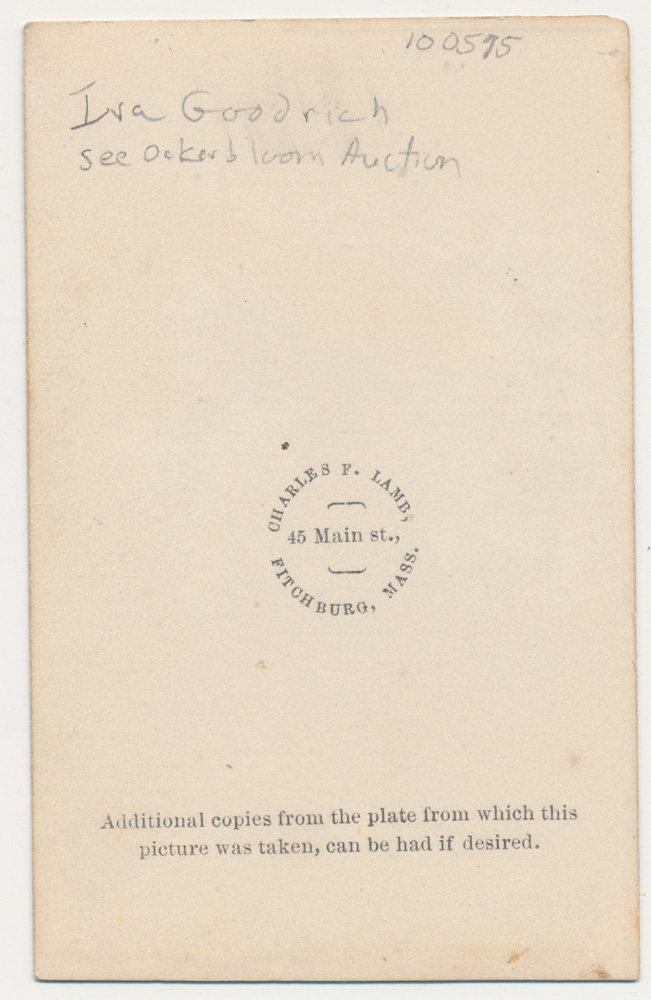 100575
Iva Goodrich
see Oakerbloom Auction
CHARLES F. LAMB,
45 Main st.,
FITCHBURG, MASS.
Additional copies from the plate from which this
picture was taken, can be had if desired.